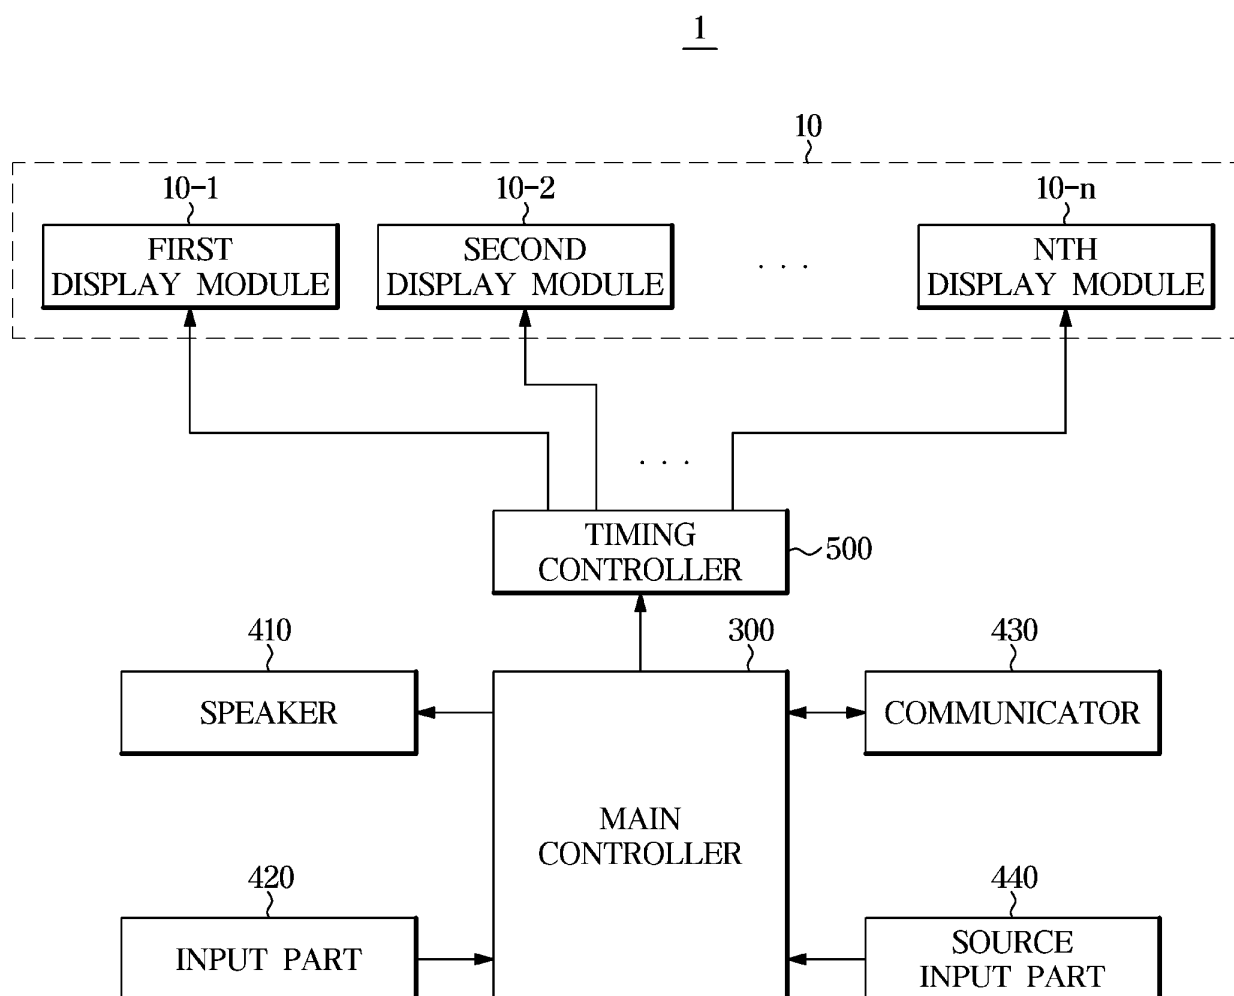 1
10
10-1
10-2
10-n
FIRST
DISPLAY MODULE
SECOND
DISPLAY MODULE
. . .
NTH
DISPLAY MODULE
. . .
TIMING
CONTROLLER
500
410
300
430
SPEAKER
COMMUNICATOR
MAIN
CONTROLLER
420
440
INPUT PART
SOURCE
INPUT PART